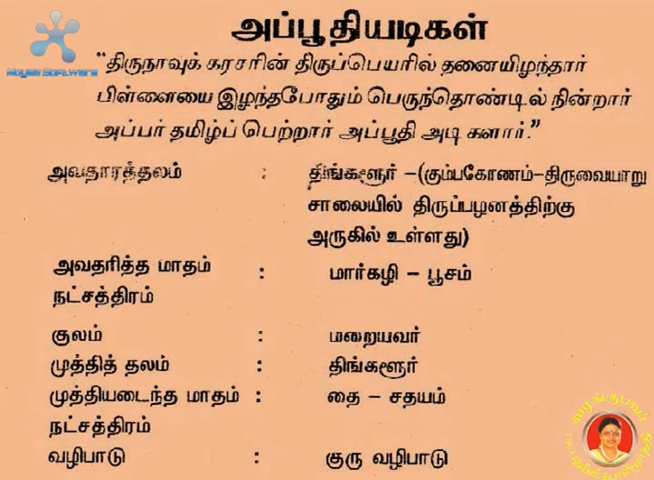 அப்பூதியடிகள்
"திருநாவுக் கரசரின் திருப்பெயரில் தனையிழந்தார்
பிள்ளையை இழந்தபோதும் பெருந்தொண்டில் நின்றார்
அப்பர் தமிழ்ப் பெற்றார் அப்பூதி அடி களார்."
அவதாரத்தலம் : திங்களூர் -(கும்பகோணம்-திருவையாறு
சாலையில் திருப்பழனத்திற்கு
அருகில் உள்ளது)
அவதரித்த மாதம் : மார்கழி - பூசம்
நட்சத்திரம்
குலம் : மறையவர்
முத்தித் தலம் : திங்களூர்
முத்தியடைந்த மாதம் : தை - சதயம்
நட்சத்திரம்
வழிபாடு : குரு வழிபாடு
வழங்குபவர்